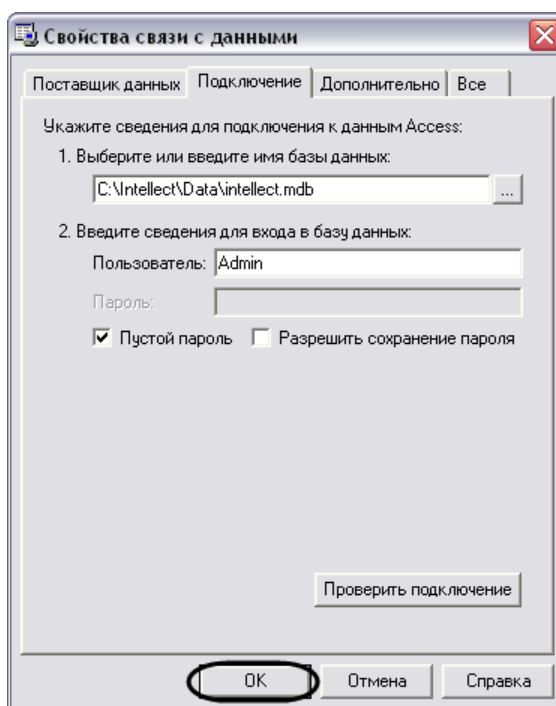 Свойства связи с данными
Поставщик данных Подключение Дополнительно Все
Укажите сведения для подключения к данным Access:
1. Выберите или введите имя базы данных:
C:\Intellect\Data\intellect.mdb ...
2. Введите сведения для входа в базу данных:
Пользователь: Admin
Пароль:
Пустой пароль Разрешить сохранение пароля
Проверить подключение
OK Отмена Справка